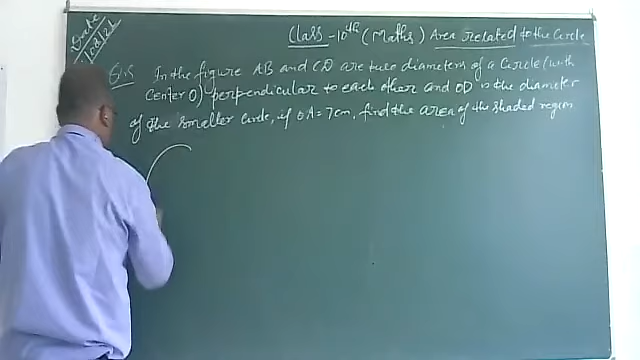 Date
Class - 10th (Maths) Area related to the Circle
In the figure AB and CD are two diameters of a Circle (with
Center O) perpendicular to each other and OD is the diameter
of the smaller circle, if OA = 7cm, find the area of the shaded region